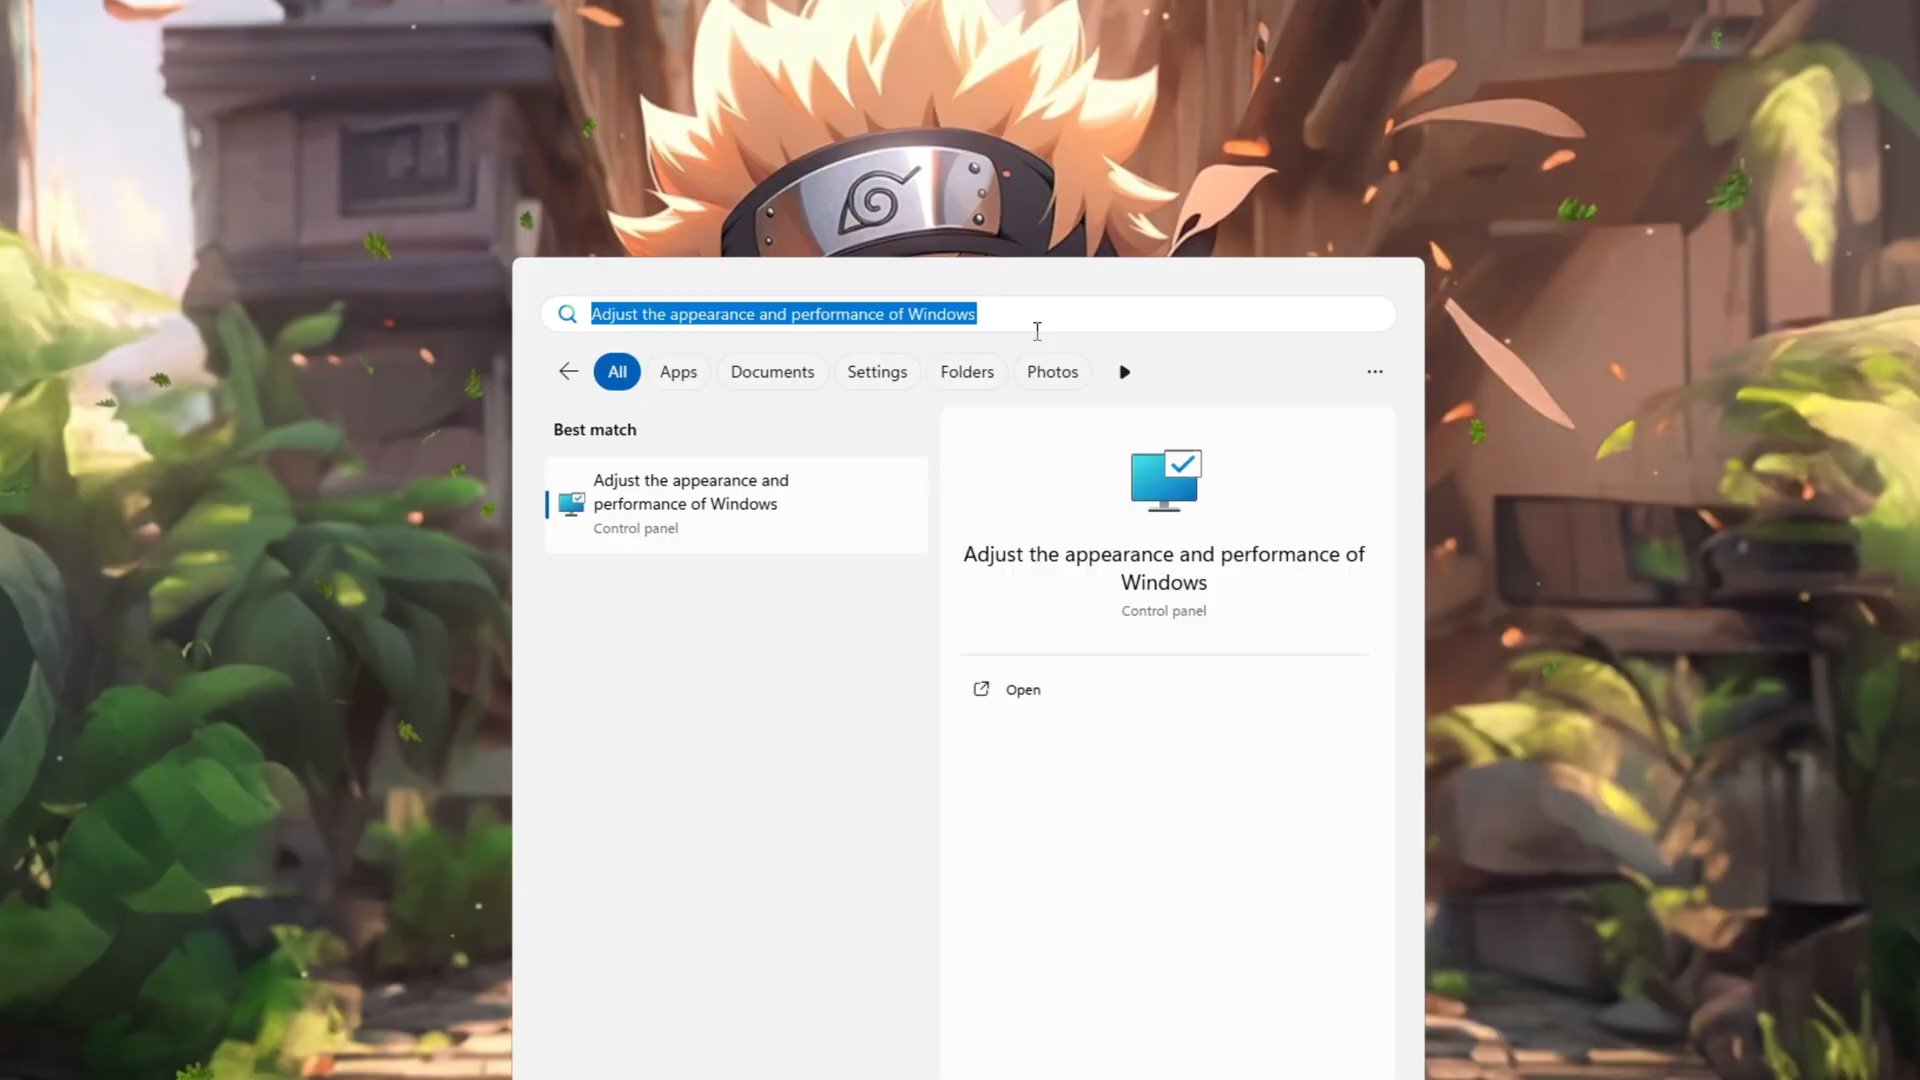 Adjust the appearance and performance of Windows
All Apps Documents Settings Folders Photos
Best match
Adjust the appearance and
performance of Windows
Control panel
Adjust the appearance and performance of
Windows
Control panel
Open